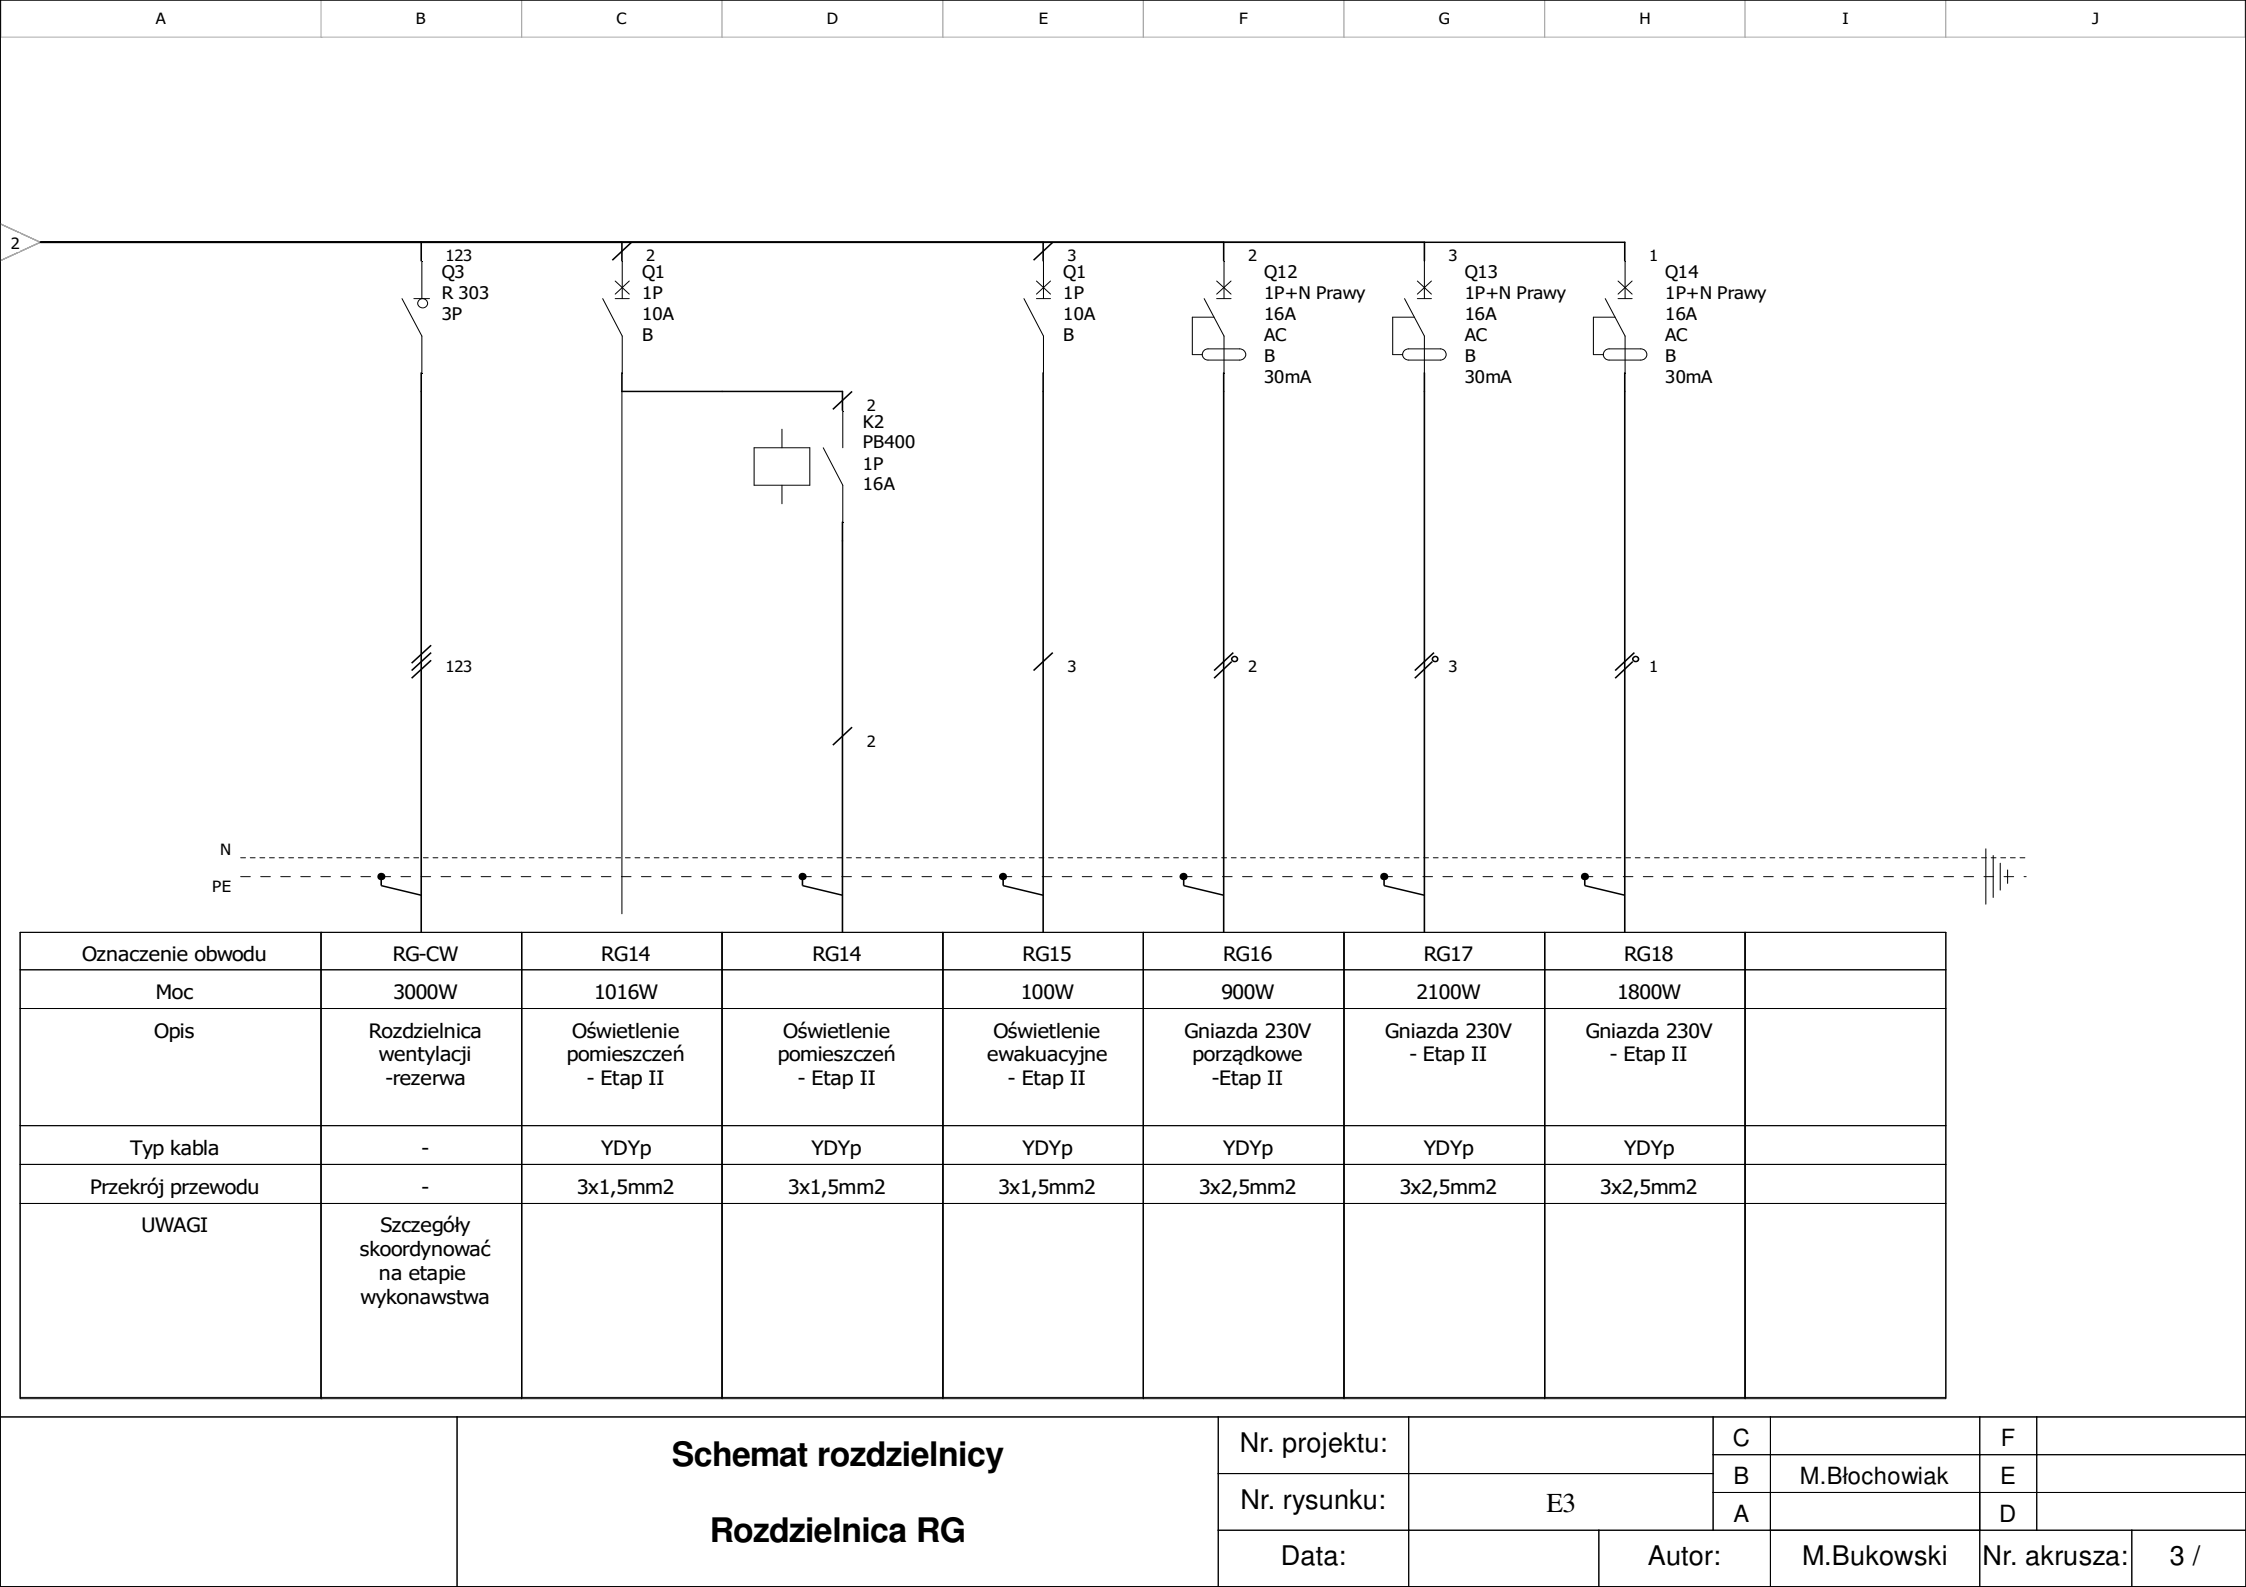 A B C D E F G H I J
2
123 2 3 2 3 1
Q3 Q1 Q1 Q12 Q13 Q14
R 303 1P 1P 1P+N Prawy 1P+N Prawy 1P+N Prawy
3P 10A 10A 16A 16A 16A
B B AC AC AC
B B B
30mA 30mA 30mA
2
K2
PB400
1P
16A
123 3 2 3 1
2
N
PE
Oznaczenie obwodu RG-CW RG14 RG14 RG15 RG16 RG17 RG18
Moc 3000W 1016W 100W 900W 2100W 1800W
Opis Rozdzielnica Oświetlenie Oświetlenie Oświetlenie Gniazda 230V Gniazda 230V Gniazda 230V
wentylacji pomieszczeń pomieszczeń ewakuacyjne porządkowe - Etap II - Etap II
-rezerwa - Etap II - Etap II - Etap II -Etap II
Typ kabla - YDYp YDYp YDYp YDYp YDYp YDYp
Przekrój przewodu - 3x1,5mm2 3x1,5mm2 3x1,5mm2 3x2,5mm2 3x2,5mm2 3x2,5mm2
UWAGI Szczegóły
skoordynować
na etapie
wykonawstwa
Schemat rozdzielnicy
Rozdzielnica RG
Nr. projektu: C F
B M.Błochowiak E
Nr. rysunku: E3 A D
Data: Autor: M.Bukowski Nr. akrusza: 3 /